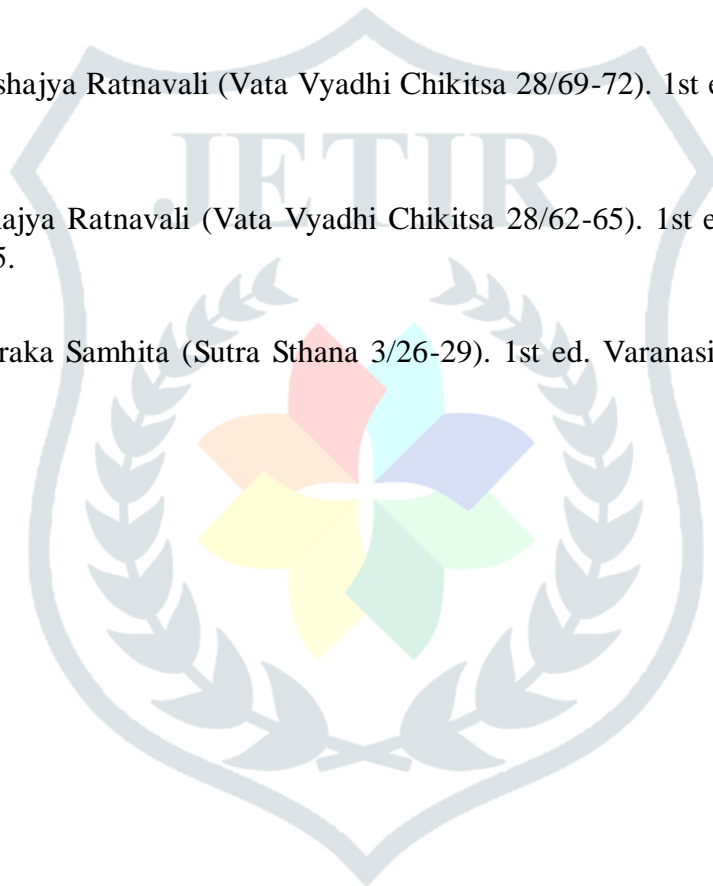 shajya Ratnavali (Vata Vyadhi Chikitsa 28/69-72). 1st e
JETIR
ajya Ratnavali (Vata Vyadhi Chikitsa 28/62-65). 1st e
5.
raka Samhita (Sutra Sthana 3/26-29). 1st ed. Varanasi